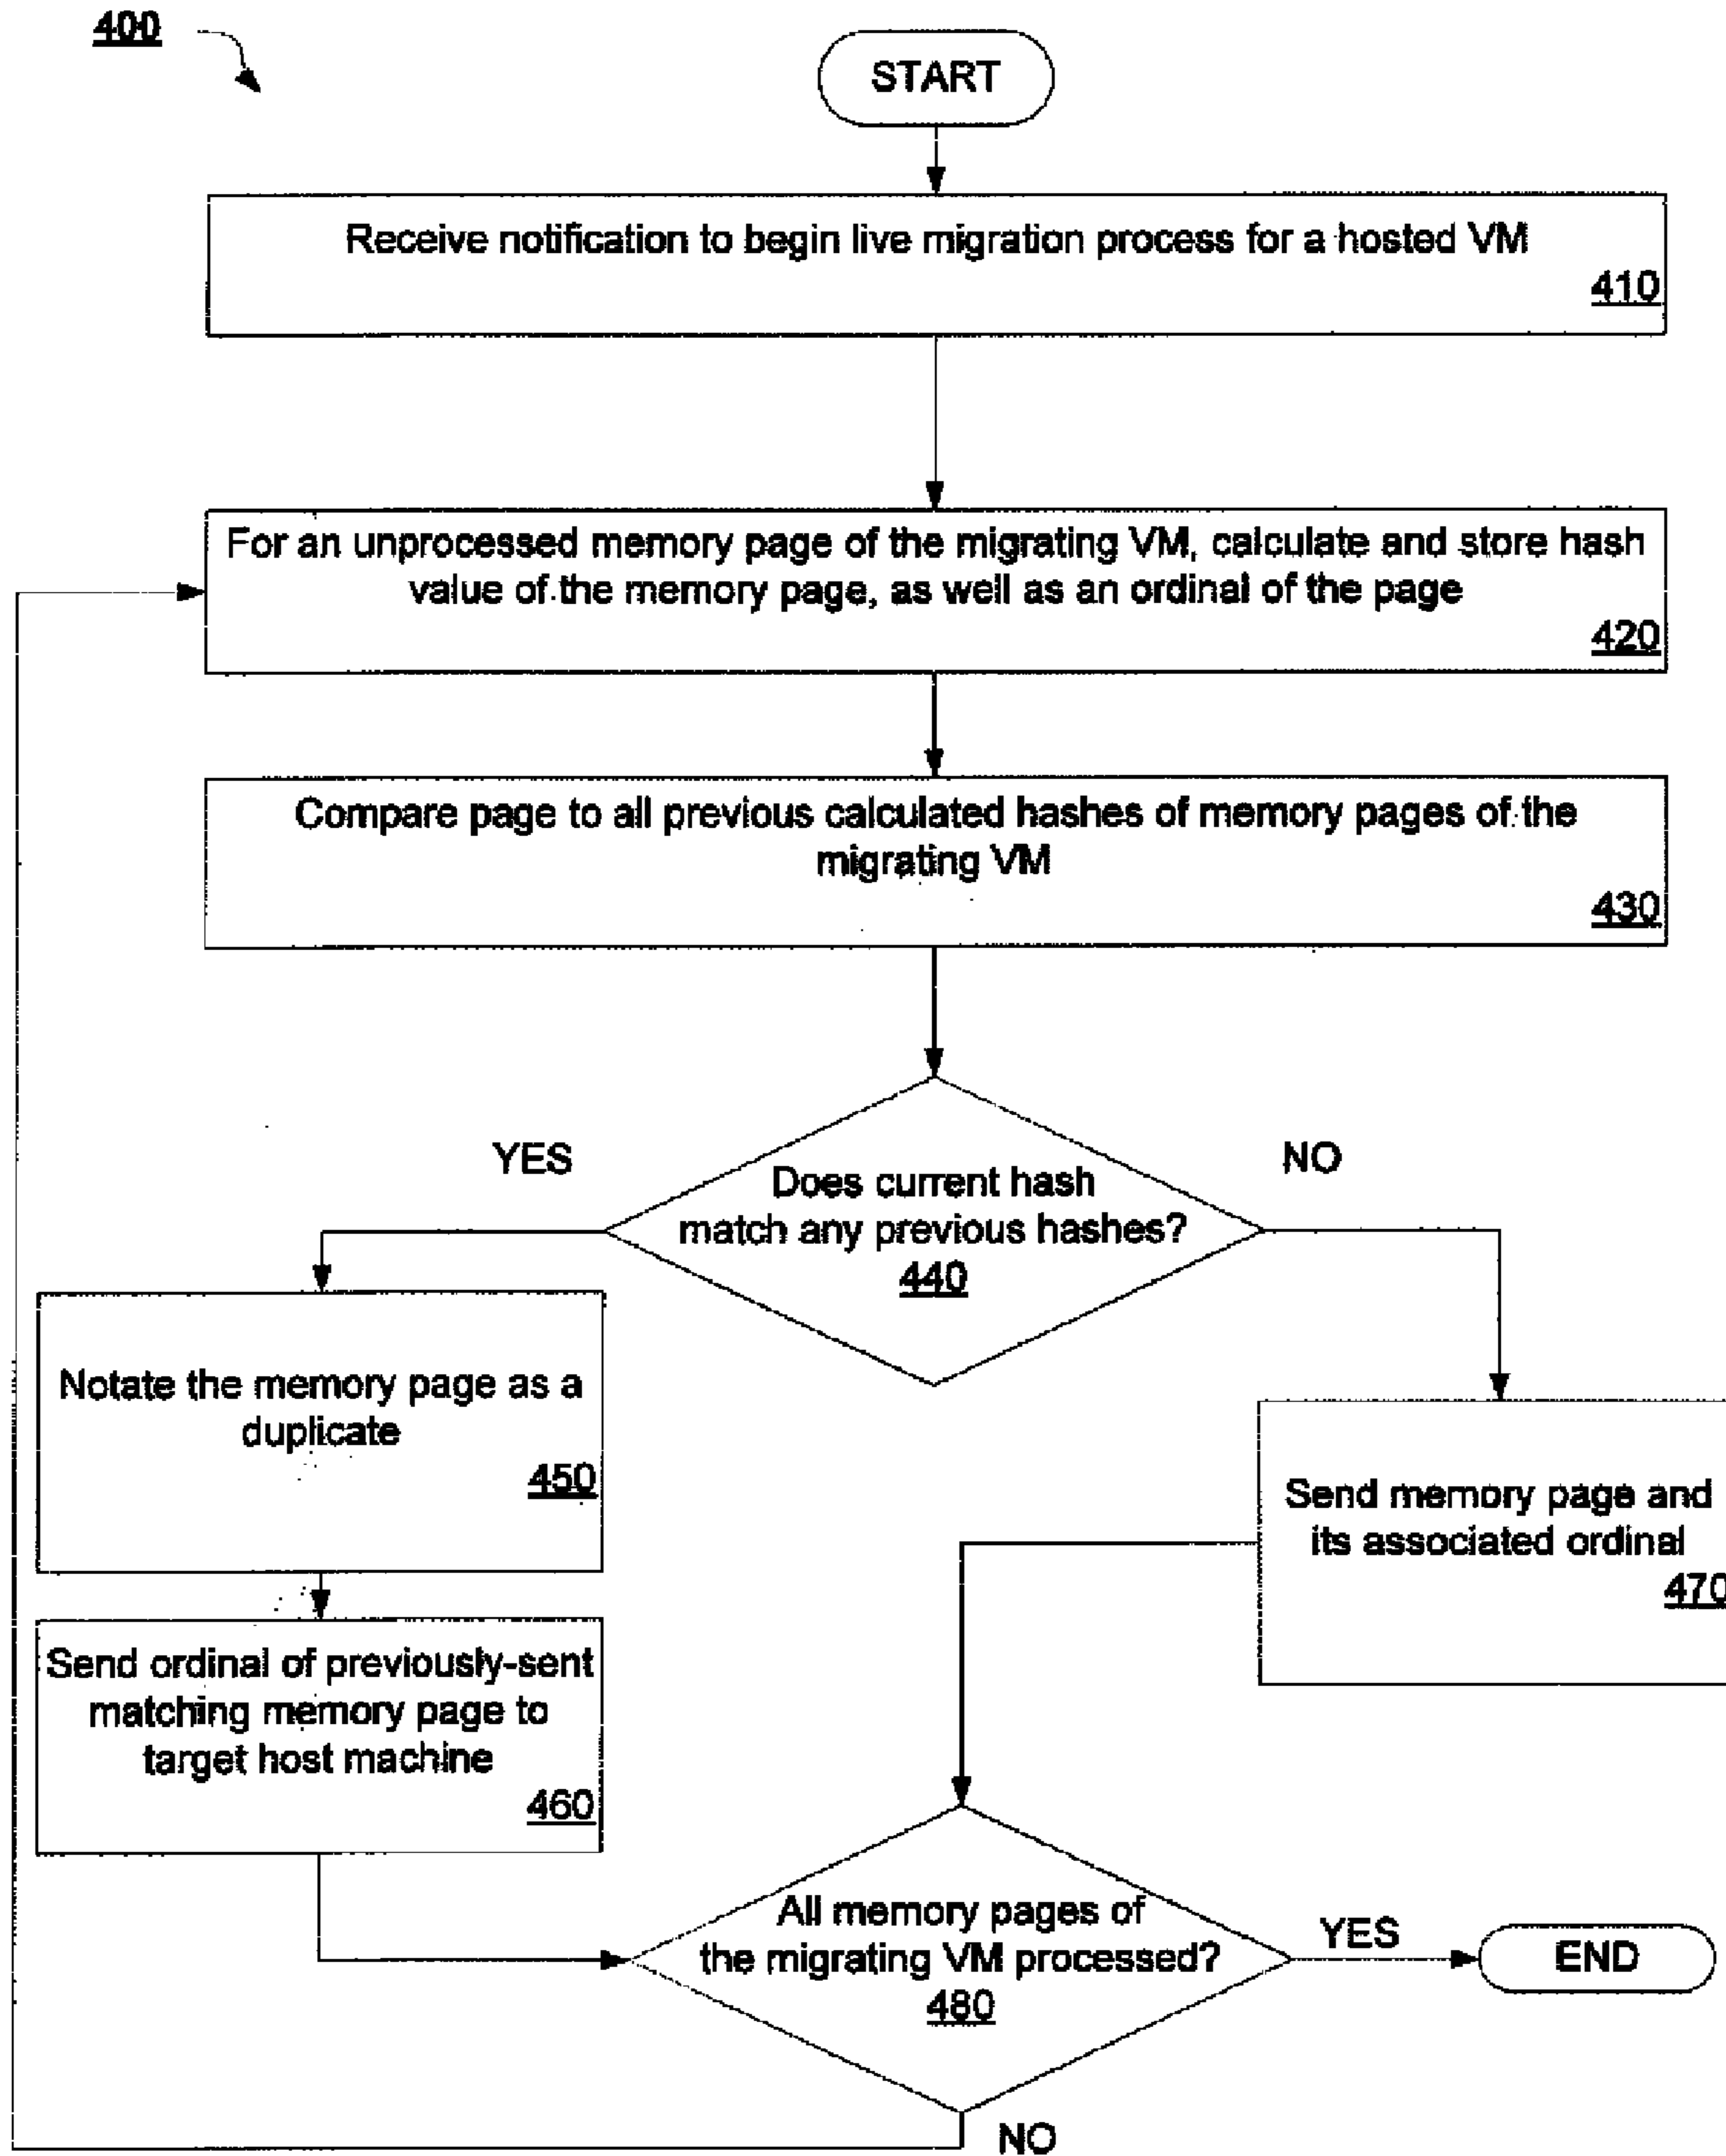 400
START
Receive notification to begin live migration process for a hosted VM
410
For an unprocessed memory page of the migrating VM, calculate and store hash
value of the memory page, as well as an ordinal of the page
420
Compare page to all previous calculated hashes of memory pages of the
migrating VM
430
YES
NO
Does current hash
match any previous hashes?
440
Notate the memory page as a
duplicate
450
Send memory page and
its associated ordinal
470
Send ordinal of previously-sent
matching memory page to
target host machine
460
All memory pages of
the migrating VM processed?
480
YES
END
NO